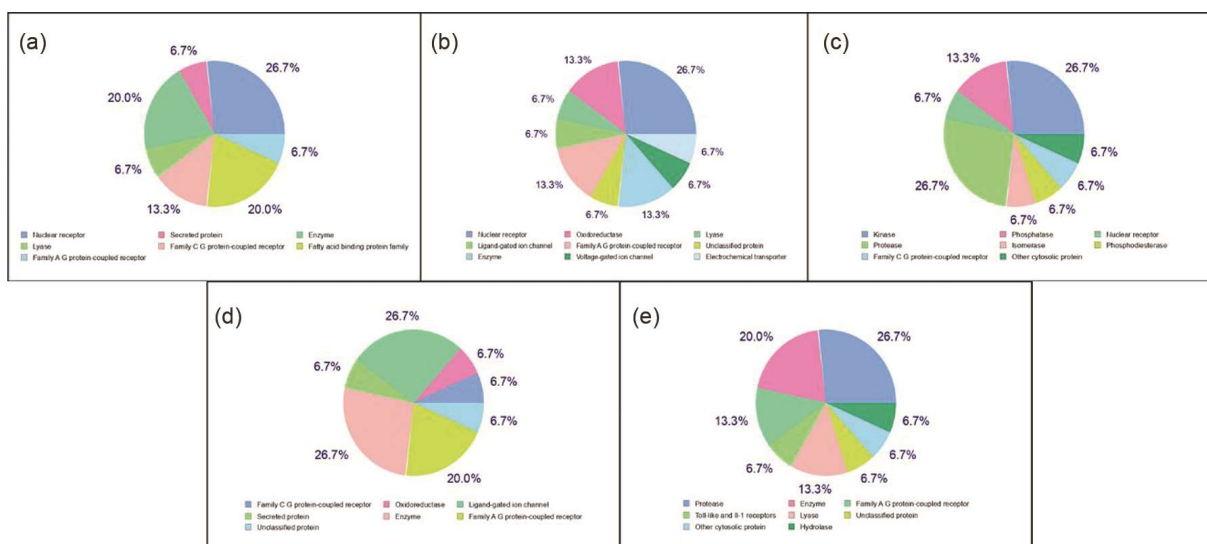 (a)
6.7%
26.7%
20.0%
6.7%
6.7%
13.3%
20.0%
Nuclear receptor Secreted protein Enzyme
Lyase Family C G protein-coupled receptor Fatty acid binding protein family
Family A G protein-coupled receptor
(b)
13.3%
26.7%
6.7%
6.7%
6.7%
13.3%
6.7%
6.7%
13.3%
Nuclear receptor Oxidoreductase Lyase
Ligand-gated ion channel Family A G protein-coupled receptor Unclassified protein
Enzyme Voltage-gated ion channel Electrochemical transporter
(c)
13.3%
26.7%
6.7%
6.7%
26.7%
6.7%
6.7%
6.7%
Kinase Phosphatase Nuclear receptor
Protease Isomerase Phosphodiesterase
Family C G protein-coupled receptor Other cytosolic protein
(d)
26.7%
6.7%
6.7%
6.7%
6.7%
26.7%
20.0%
Family C G protein-coupled receptor Oxidoreductase Ligand-gated ion channel
Secreted protein Enzyme Family A G protein-coupled receptor
Unclassified protein
(e)
20.0%
26.7%
13.3%
6.7%
6.7%
6.7%
6.7%
13.3%
Protease Enzyme Family A G protein-coupled receptor
Toll-like and Il-1 receptors Lyase Unclassified protein
Other cytosolic protein Hydrolase